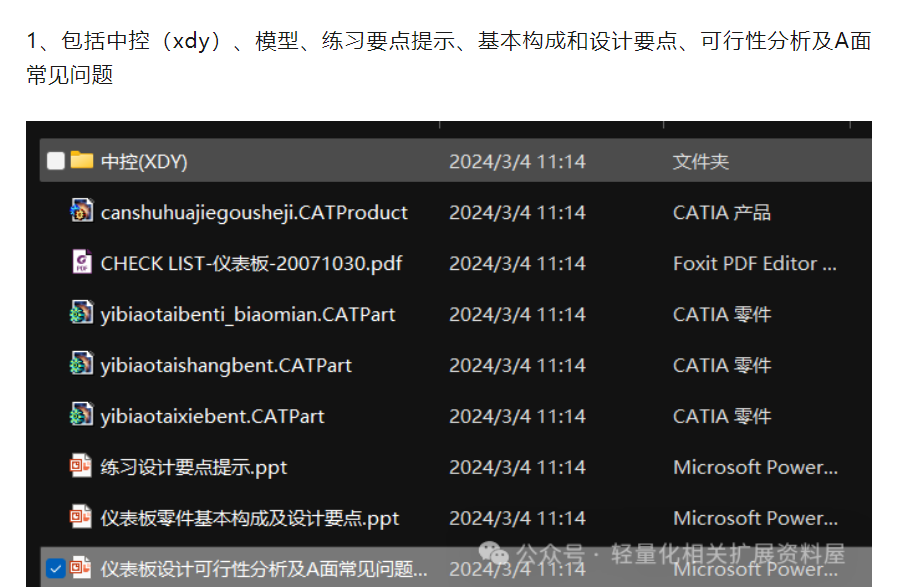 1、包括中控（xdy）、模型、练习要点提示、基本构成和设计要点、可行性分析及A面
常见问题
中控(XDY) 2024/3/4 11:14 文件夹
canshuhuajiegousheji.CATProduct 2024/3/4 11:14 CATIA 产品
CHECK LIST-仪表板-20071030.pdf 2024/3/4 11:14 Foxit PDF Editor ...
yibiaotaibenti_biaomian.CATPart 2024/3/4 11:14 CATIA 零件
yibiaotaishangbent.CATPart 2024/3/4 11:14 CATIA 零件
yibiaotaixiebent.CATPart 2024/3/4 11:14 CATIA 零件
练习设计要点提示.ppt 2024/3/4 11:14 Microsoft Power...
仪表板零件基本构成及设计要点.ppt 2024/3/4 11:14 Microsoft Power...
公众号 · 轻量化相关扩展资料屋
仪表板设计可行性分析及A面常见问题... 2024/3/4 11:14 Microsoft Power...